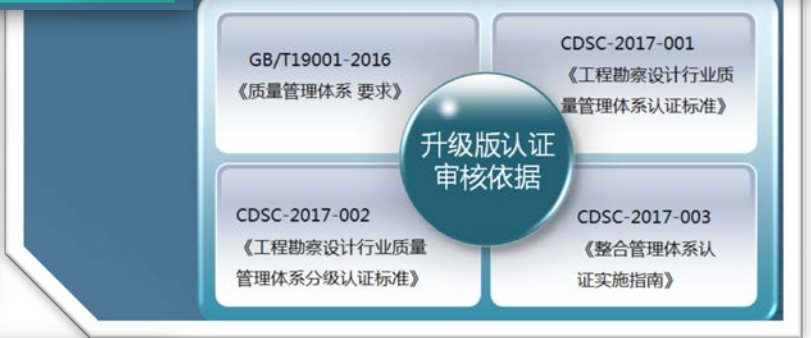 GB/T19001-2016
《质量管理体系 要求》
CDSC-2017-001
《工程勘察设计行业质
量管理体系认证标准》
升级版认证
审核依据
CDSC-2017-002
《工程勘察设计行业质量
管理体系分级认证标准》
CDSC-2017-003
《整合管理体系认
证实施指南》